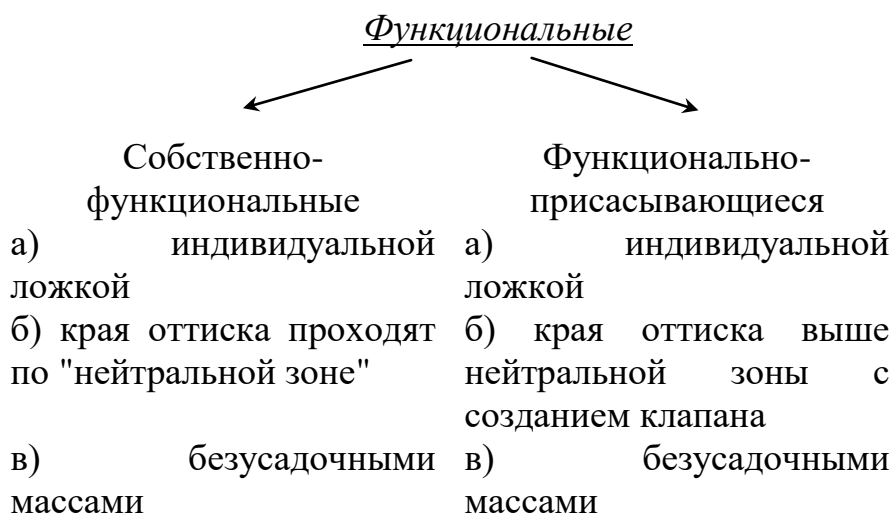 Функциональные
Собственно-
функциональные
а) индивидуальной
ложкой
б) края оттиска проходят
по "нейтральной зоне"
в) безусадочными
массами
Функционально-
присасывающиеся
а) индивидуальной
ложкой
б) края оттиска выше
нейтральной зоны с
созданием клапана
в) безусадочными
массами